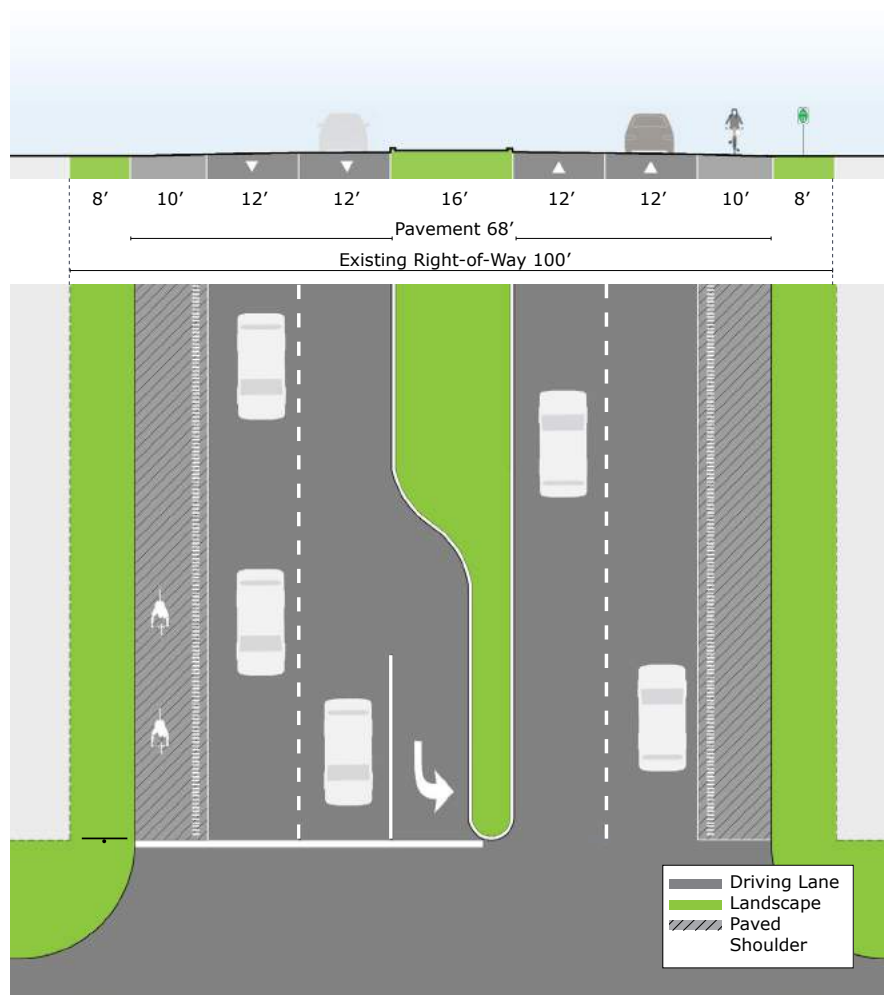 8′ 10′ 12′ 12′ 16′ 12′ 12′ 10′ 8′
Pavement 68′
Existing Right-of-Way 100′
Driving Lane
Landscape
Paved
Shoulder